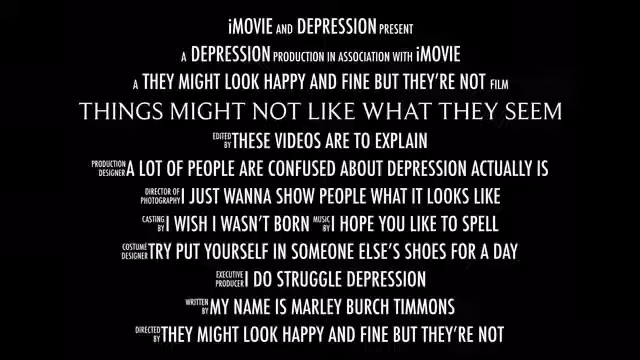 iMOVIE AND DEPRESSION PRESENT
A DEPRESSION PRODUCTION IN ASSOCIATION WITH iMOVIE
A THEY MIGHT LOOK HAPPY AND FINE BUT THEY'RE NOT FILM
THINGS MIGHT NOT LIKE WHAT THEY SEEM
EDITED BY THESE VIDEOS ARE TO EXPLAIN
PRODUCTION DESIGNER A LOT OF PEOPLE ARE CONFUSED ABOUT DEPRESSION ACTUALLY IS
DIRECTOR OF PHOTOGRAPHY I JUST WANNA SHOW PEOPLE WHAT IT LOOKS LIKE
CASTING BY I WISH I WASN'T BORN MUSIC BY I HOPE YOU LIKE TO SPELL
COSTUME DESIGNER TRY PUT YOURSELF IN SOMEONE ELSE'S SHOES FOR A DAY
EXECUTIVE PRODUCER I DO STRUGGLE DEPRESSION
WRITTEN BY MY NAME IS MARLEY BURCH TIMMONS
DIRECTED BY THEY MIGHT LOOK HAPPY AND FINE BUT THEY'RE NOT